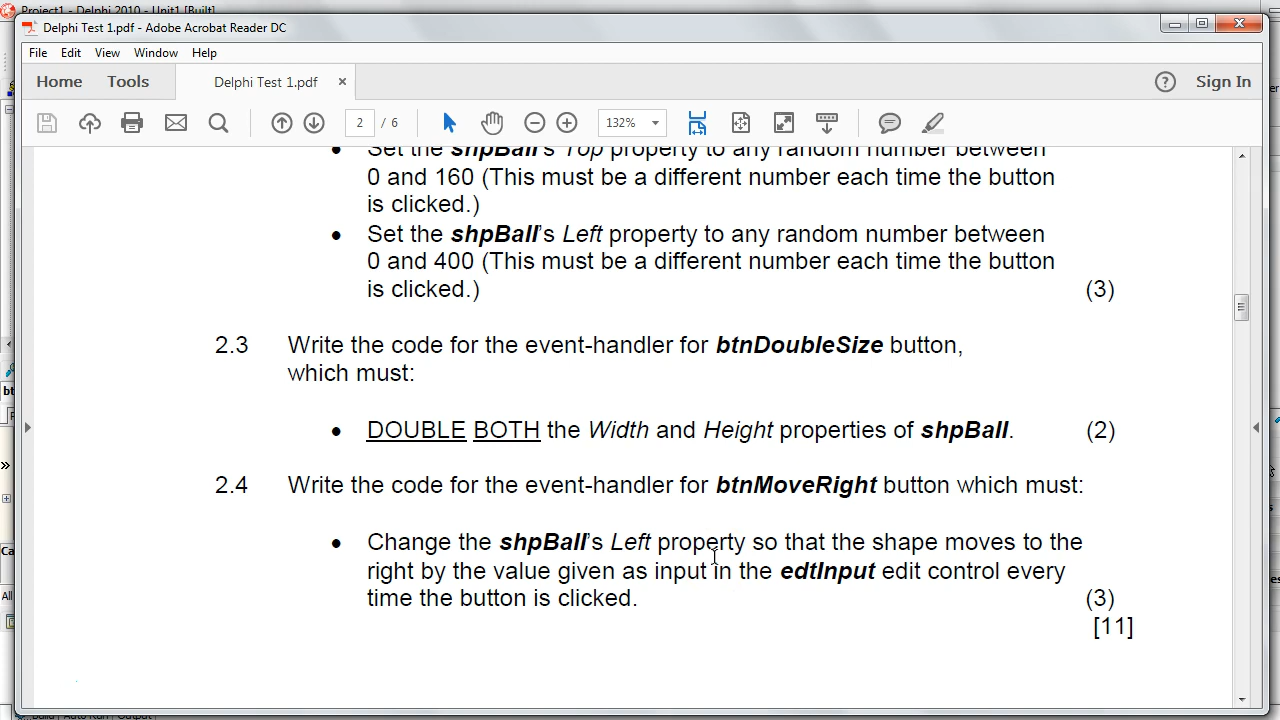 Project1 - Delphi 2010 - Unit1 [Built]
Delphi Test 1.pdf - Adobe Acrobat Reader DC
File Edit View Window Help
Home Tools Delphi Test 1.pdf × ? Sign In
2 / 6 132%
• Set the shpBall's Top property to any random number between
0 and 160 (This must be a different number each time the button
is clicked.)
• Set the shpBall's Left property to any random number between
0 and 400 (This must be a different number each time the button
is clicked.) (3)
2.3 Write the code for the event-handler for btnDoubleSize button,
which must:
• DOUBLE BOTH the Width and Height properties of shpBall. (2)
2.4 Write the code for the event-handler for btnMoveRight button which must:
• Change the shpBall's Left property so that the shape moves to the
right by the value given as input in the edtInput edit control every
time the button is clicked. (3)
[11]